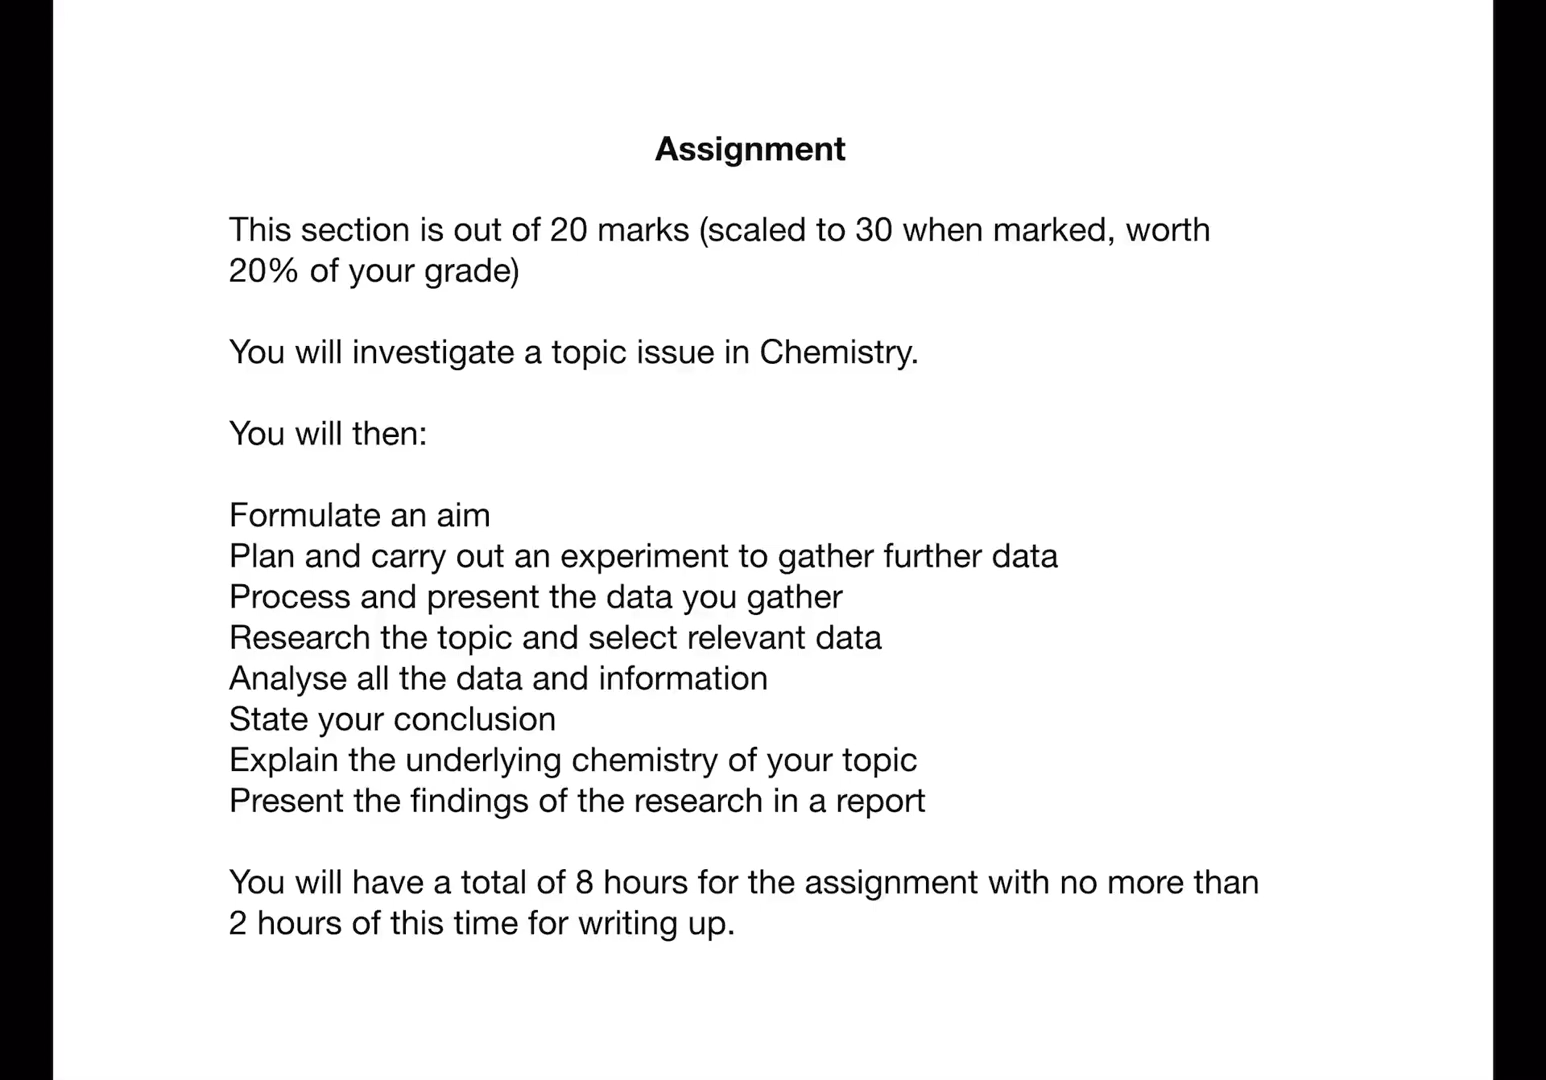 Assignment
This section is out of 20 marks (scaled to 30 when marked, worth
20% of your grade)
You will investigate a topic issue in Chemistry.
You will then:
Formulate an aim
Plan and carry out an experiment to gather further data
Process and present the data you gather
Research the topic and select relevant data
Analyse all the data and information
State your conclusion
Explain the underlying chemistry of your topic
Present the findings of the research in a report
You will have a total of 8 hours for the assignment with no more than
2 hours of this time for writing up.